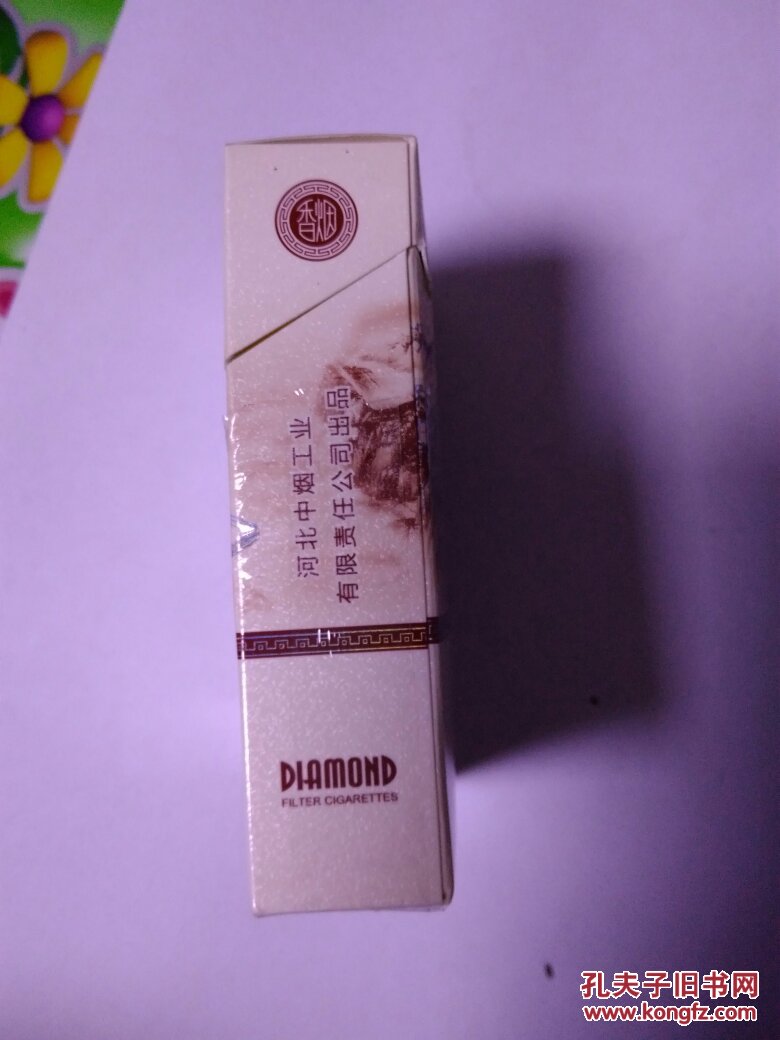 香烟
河北中烟工业
有限责任公司出品
DIAMOND
FILTER CIGARETTES
孔夫子旧书网
www.kongfz.com